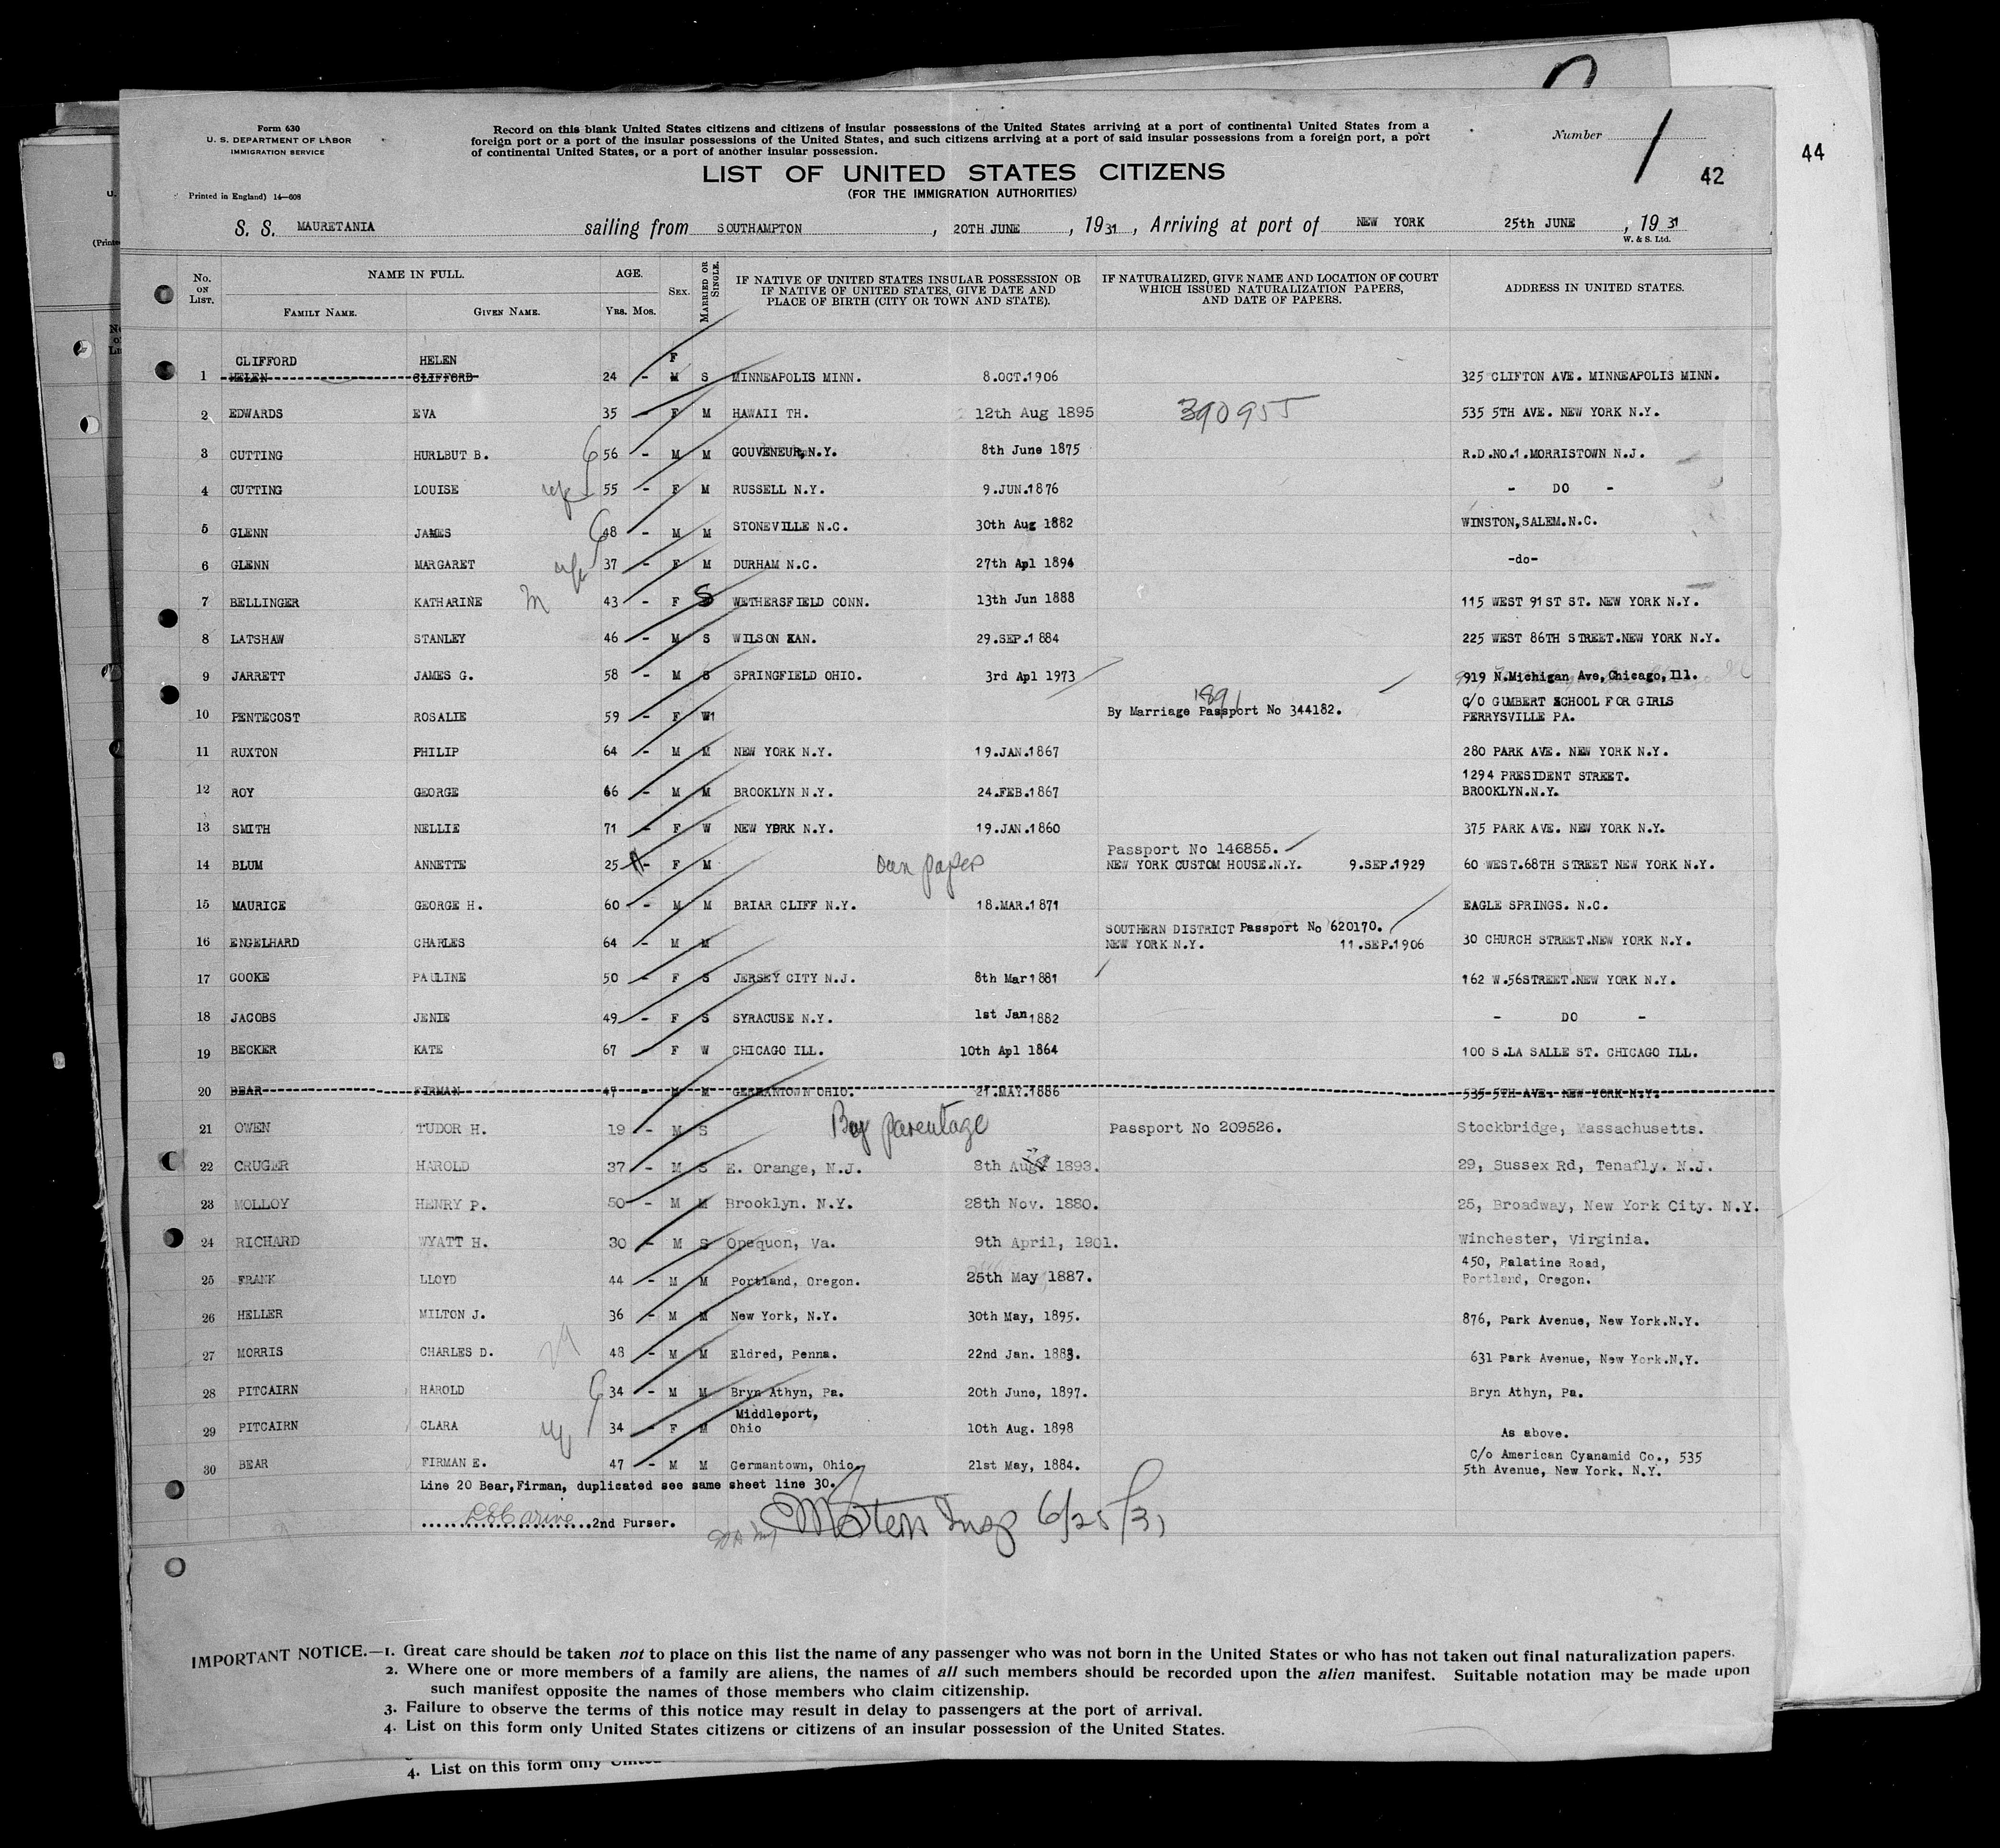 Form 630
U. S. DEPARTMENT OF LABOR
IMMIGRATION SERVICE
Printed in England) 14—608
Record on this blank United States citizens and citizens of insular possessions of the United States arriving at a port of continental United States from a
foreign port or a port of the insular possessions of the United States, and such citizens arriving at a port of said insular possessions from a foreign port, a port
of continental United States, or a port of another insular possession.
LIST OF UNITED STATES CITIZENS
(FOR THE IMMIGRATION AUTHORITIES)
Number 1
42
44
S. S. MAURETANIA sailing from SOUTHAMPTON, 20TH JUNE, 1931, Arriving at port of NEW YORK 25th JUNE, 1931
W. & S. Ltd.
No. ON LIST. NAME IN FULL. FAMILY NAME. GIVEN NAME. AGE. YRS. MOS. SEX. MARRIED OR SINGLE. IF NATIVE OF UNITED STATES INSULAR POSSESSION OR IF NATIVE OF UNITED STATES, GIVE DATE AND PLACE OF BIRTH (CITY OR TOWN AND STATE). IF NATURALIZED, GIVE NAME AND LOCATION OF COURT WHICH ISSUED NATURALIZATION PAPERS, AND DATE OF PAPERS. ADDRESS IN UNITED STATES.
CLIFFORD HELEN F
1 HELEN CLIFFORD 24 - M S MINNEAPOLIS MINN. 8.OCT.1906 325 CLIFTON AVE. MINNEAPOLIS MINN.
2 EDWARDS EVA 35 - F M HAWAII TH. 12th Aug 1895 390955 535 5TH AVE. NEW YORK N.Y.
3 CUTTING HURLBUT B. 56 - M M GOUVENEUR,N.Y. 8th June 1875 R.D.NO.1.MORRISTOWN N.J.
4 CUTTING LOUISE 55 - F M RUSSELL N.Y. 9.JUN.1876 - DO -
5 GLENN JAMES 48 - M M STONEVILLE N.C. 30th Aug 1882 WINSTON,SALEM.N.C.
6 GLENN MARGARET 37 - F M DURHAM N.C. 27th Apl 1894 -do-
7 BELLINGER KATHARINE 43 - F S WETHERSFIELD CONN. 13th Jun 1888 115 WEST 91ST ST. NEW YORK N.Y.
8 LATSHAW STANLEY 46 - M S WILSON KAN. 29.SEP.1884 225 WEST 86TH STREET.NEW YORK N.Y.
9 JARRETT JAMES G. 58 - M S SPRINGFIELD OHIO. 3rd Apl 1973 919 N.Michigan Ave,Chicago,Ill.
10 PENTECOST ROSALIE 59 - F W 1891 By Marriage Passport No 344182. C/O GUMBERT SCHOOL FOR GIRLS
PERRYSVILLE PA.
11 RUXTON PHILIP 64 - M M NEW YORK N.Y. 19.JAN.1867 280 PARK AVE. NEW YORK N.Y.
12 ROY GEORGE 66 - M M BROOKLYN N.Y. 24.FEB.1867 1294 PRESIDENT STREET.
BROOKLYN.N.Y.
13 SMITH NELLIE 71 - F W NEW YORK N.Y. 19.JAN.1860 375 PARK AVE. NEW YORK N.Y.
Passport No 146855.
14 BLUM ANNETTE 25 - F M own paper NEW YORK CUSTOM HOUSE.N.Y. 9.SEP.1929 60 WEST.68TH STREET NEW YORK N.Y.
15 MAURICE GEORGE H. 60 - M M BRIAR CLIFF N.Y. 18.MAR.1871 EAGLE SPRINGS. N.C.
SOUTHERN DISTRICT Passport No 620170.
16 ENGELHARD CHARLES 64 - M M NEW YORK N.Y. 11.SEP.1906 30 CHURCH STREET.NEW YORK N.Y.
17 COOKE PAULINE 50 - F S JERSEY CITY N.J. 8th Mar 1881 162 W.56STREET.NEW YORK N.Y.
18 JACOBS JENIE 49 - F S SYRACUSE N.Y. 1st Jan 1882 - DO -
19 BECKER KATE 67 - F W CHICAGO ILL. 10th Apl 1864 100 S.LA SALLE ST. CHICAGO ILL.
20 BEAR FIRMAN 47 - M M GERMANTOWN OHIO. 21.MAY.1886 535 5TH AVE. NEW YORK N.Y.
21 OWEN TUDOR H. 19 - M S By parentage Passport No 209526. Stockbridge, Massachusetts.
22 CRUGER HAROLD 37 - M S E. Orange, N.J. 8th Aug 1893. 29, Sussex Rd, Tenafly. N.J.
23 MOLLOY HENRY P. 50 - M M Brooklyn. N.Y. 28th Nov. 1880. 25, Broadway, New York City. N.Y.
24 RICHARD WYATT H. 30 - M S Opequon, Va. 9th April, 1901. Winchester, Virginia.
25 FRANK LLOYD 44 - M M Portland, Oregon. 25th May 1887. 450, Palatine Road,
Portland, Oregon.
26 HELLER MILTON J. 36 - M M New York, N.Y. 30th May, 1895. 876, Park Avenue, New York.N.Y.
27 MORRIS CHARLES D. 48 - M M Eldred, Penna. 22nd Jan. 1883. 631 Park Avenue, New York.N.Y.
28 PITCAIRN HAROLD 34 - M M Bryn Athyn, Pa. 20th June, 1897. Bryn Athyn, Pa.
Middleport,
29 PITCAIRN CLARA 34 - F M Ohio 10th Aug. 1898 As above.
30 BEAR FIRMAN E. 47 - M M Germantown, Ohio. 21st May, 1884. C/o American Cyanamid Co., 535
5th Avenue, New York. N.Y.
Line 20 Bear,Firman, duplicated see same sheet line 30.
2nd Purser.
Insp 6/25/31
IMPORTANT NOTICE.—1. Great care should be taken not to place on this list the name of any passenger who was not born in the United States or who has not taken out final naturalization papers.
2. Where one or more members of a family are aliens, the names of all such members should be recorded upon the alien manifest. Suitable notation may be made upon
such manifest opposite the names of those members who claim citizenship.
3. Failure to observe the terms of this notice may result in delay to passengers at the port of arrival.
4. List on this form only United States citizens or citizens of an insular possession of the United States.
4. List on this form only